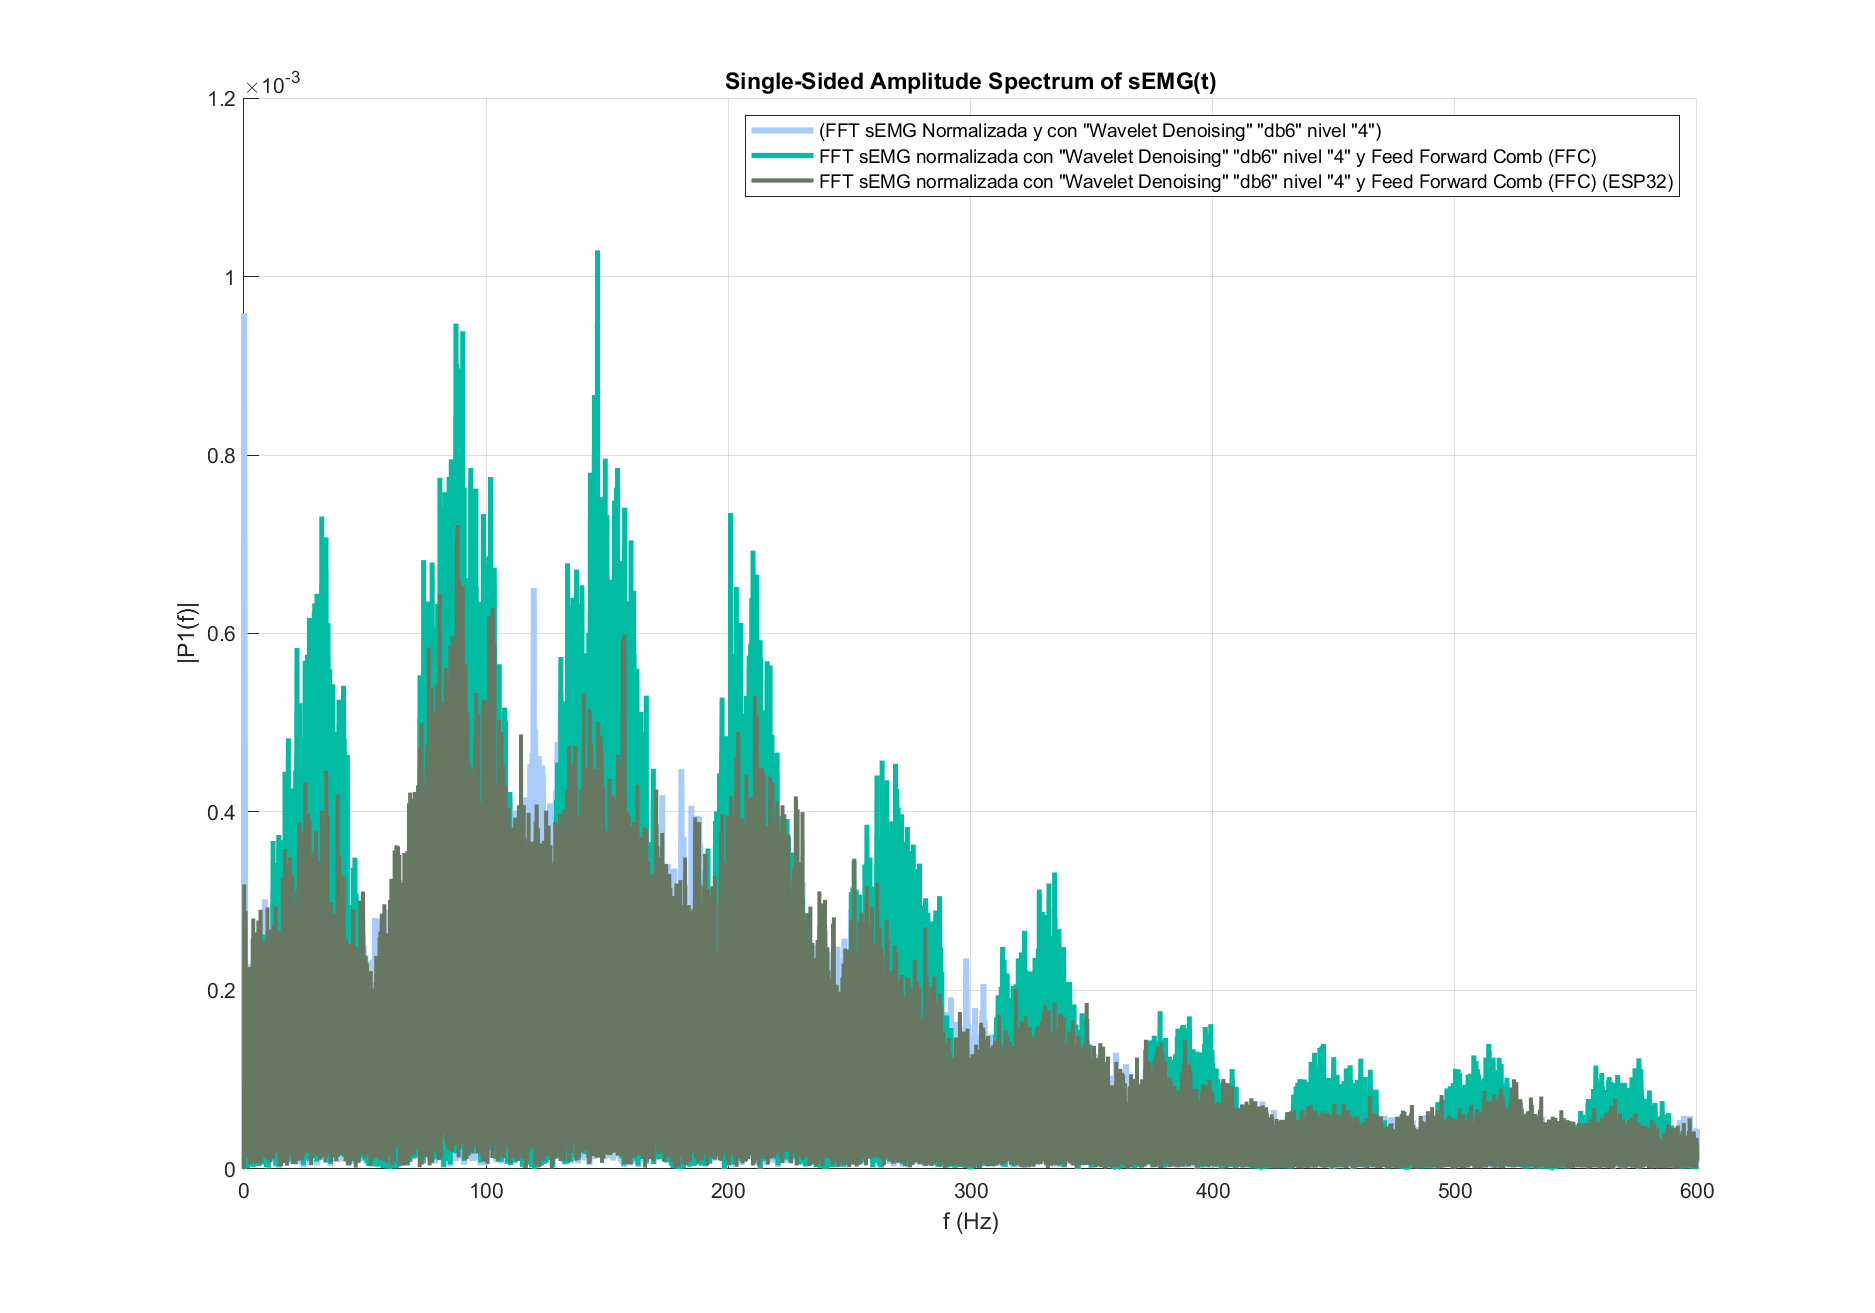 Single-Sided Amplitude Spectrum of sEMG(t)
×10-3
(FFT sEMG Normalizada y con "Wavelet Denoising" "db6" nivel "4")
FFT sEMG normalizada con "Wavelet Denoising" "db6" nivel "4" y Feed Forward Comb (FFC)
FFT sEMG normalizada con "Wavelet Denoising" "db6" nivel "4" y Feed Forward Comb (FFC) (ESP32)
1.2
1
0.8
0.6
0.4
0.2
0
|P1(f)|
0 100 200 300 400 500 600
f (Hz)